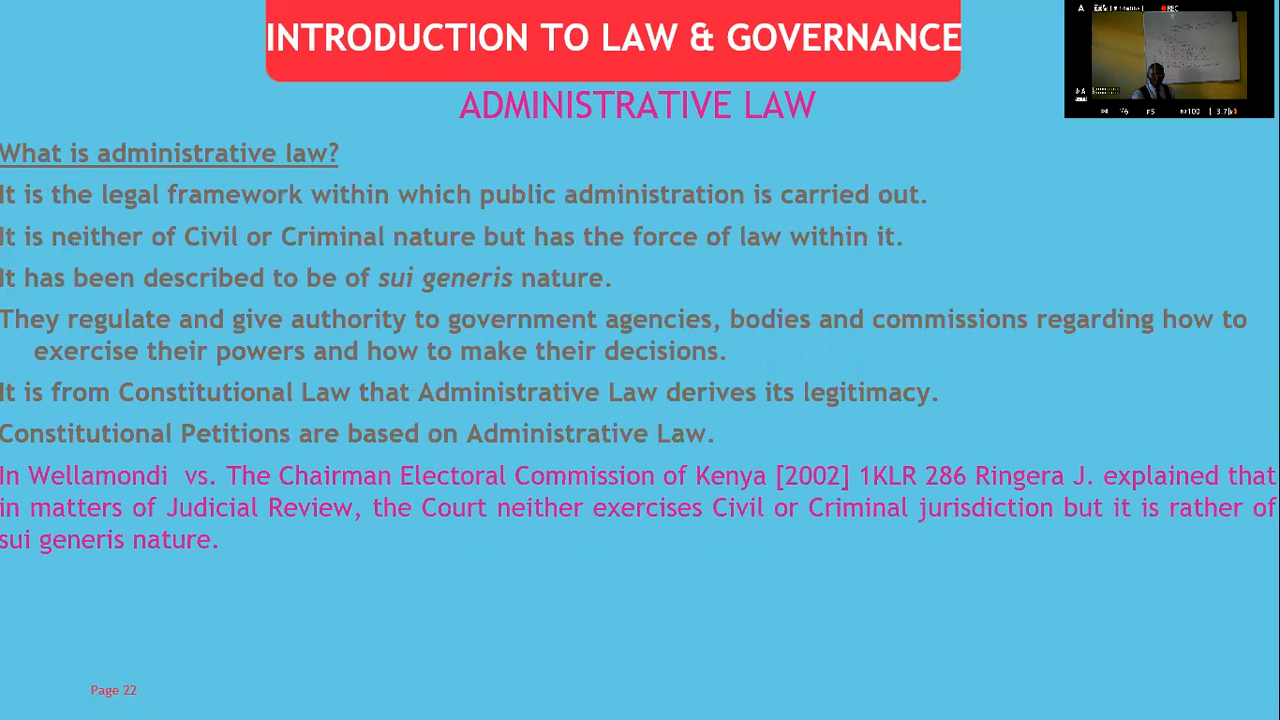 INTRODUCTION TO LAW & GOVERNANCE
ADMINISTRATIVE LAW
What is administrative law?
It is the legal framework within which public administration is carried out.
It is neither of Civil or Criminal nature but has the force of law within it.
It has been described to be of sui generis nature.
They regulate and give authority to government agencies, bodies and commissions regarding how to
exercise their powers and how to make their decisions.
It is from Constitutional Law that Administrative Law derives its legitimacy.
Constitutional Petitions are based on Administrative Law.
In Wellamondi vs. The Chairman Electoral Commission of Kenya [2002] 1KLR 286 Ringera J. explained that
in matters of Judicial Review, the Court neither exercises Civil or Criminal jurisdiction but it is rather of
sui generis nature.
Page 22
A
REC